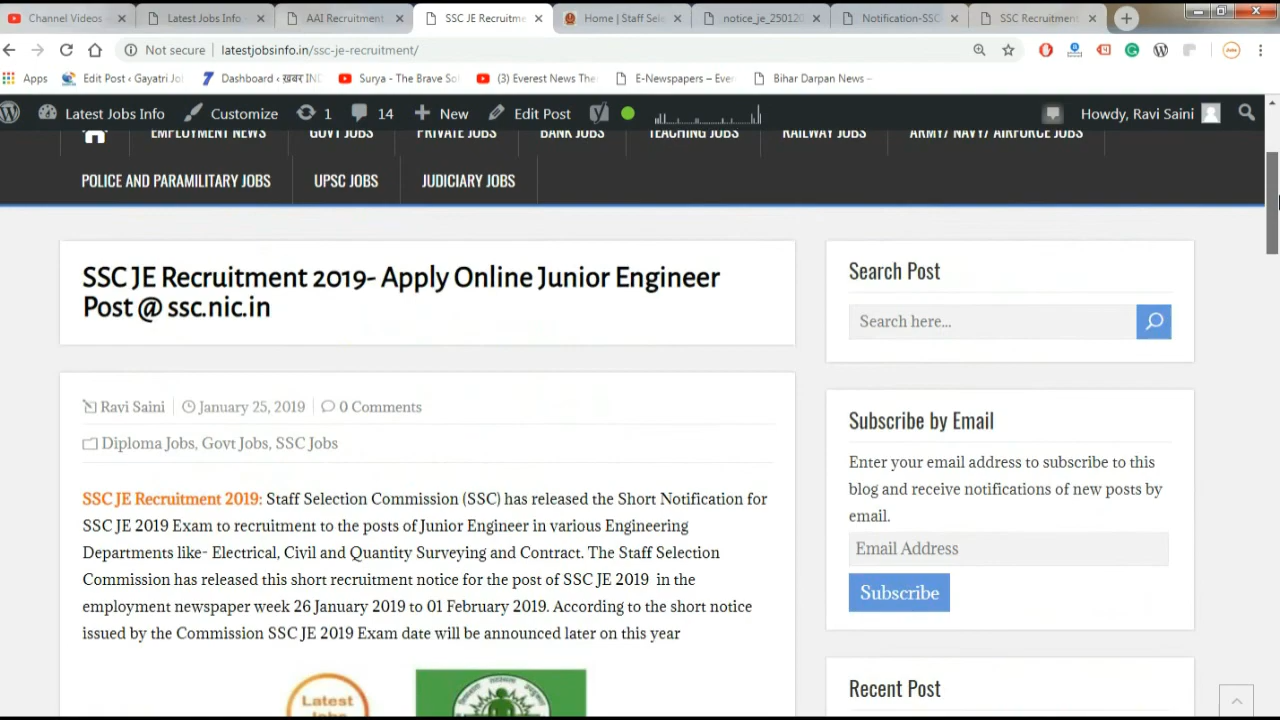 Channel Videos
Latest Jobs Info
AAI Recruitment
SSC JE Recruitme
Home | Staff Sele
notice_je_250120
Notification-SSC
SSC Recruitmen
Not secure
latestjobsinfo.in/ssc-je-recruitment/
Apps
Edit Post ‹ Gayatri Jo
Dashboard ‹ ख़बर IND
Surya - The Brave So
(3) Everest News The
E-Newspapers – Ever
Bihar Darpan News –
Latest Jobs Info
Customize
1
14
New
Edit Post
Howdy, Ravi Saini
EMPLOYMENT NEWS
GOVT JOBS
PRIVATE JOBS
BANK JOBS
TEACHING JOBS
RAILWAY JOBS
ARMY/ NAVY/ AIRFORCE JOBS
POLICE AND PARAMILITARY JOBS
UPSC JOBS
JUDICIARY JOBS
SSC JE Recruitment 2019- Apply Online Junior Engineer
Post @ ssc.nic.in
Ravi Saini
January 25, 2019
0 Comments
Diploma Jobs, Govt Jobs, SSC Jobs
SSC JE Recruitment 2019: Staff Selection Commission (SSC) has released the Short Notification for
SSC JE 2019 Exam to recruitment to the posts of Junior Engineer in various Engineering
Departments like- Electrical, Civil and Quantity Surveying and Contract. The Staff Selection
Commission has released this short recruitment notice for the post of SSC JE 2019 in the
employment newspaper week 26 January 2019 to 01 February 2019. According to the short notice
issued by the Commission SSC JE 2019 Exam date will be announced later on this year
Latest
Search Post
Search here...
Subscribe by Email
Enter your email address to subscribe to this
blog and receive notifications of new posts by
email.
Email Address
Subscribe
Recent Post